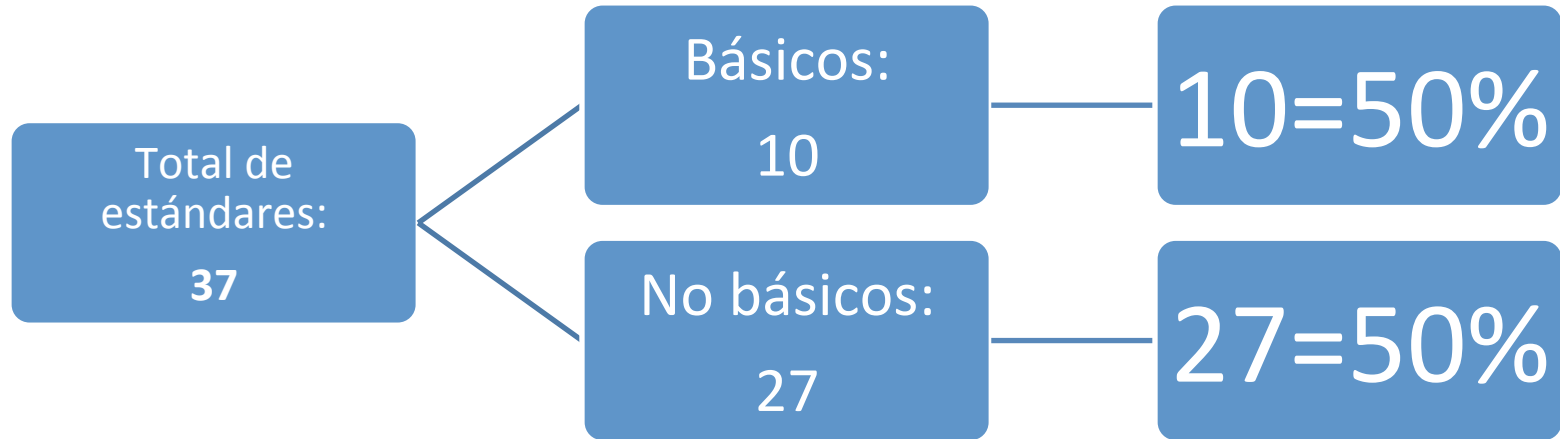 Total de
estándares:
37
Básicos:
10
10=50%
No básicos:
27
27=50%